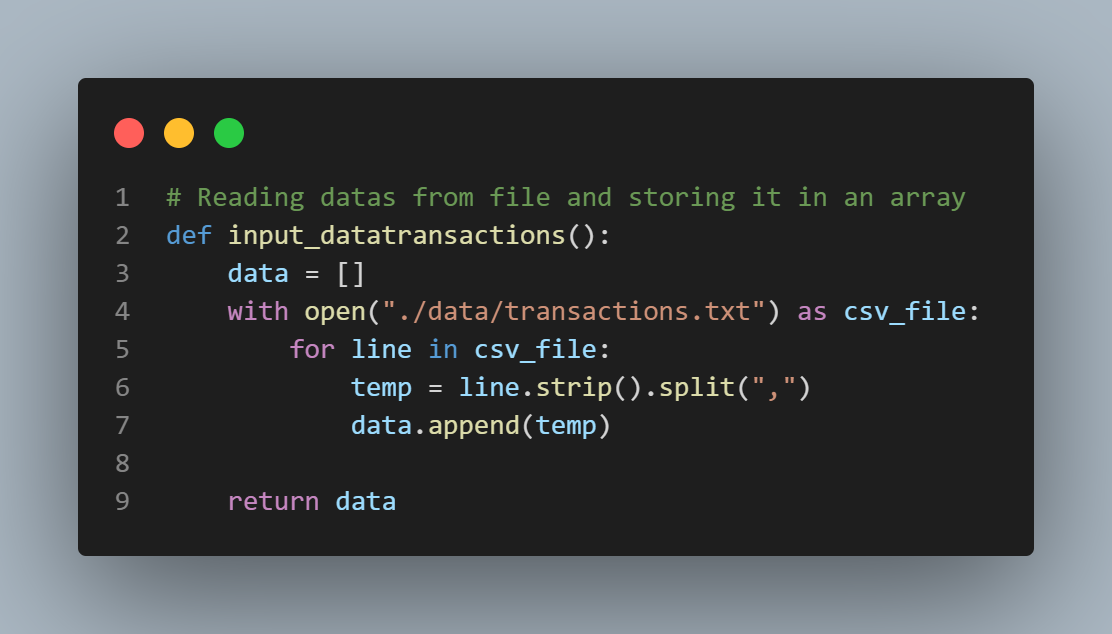 1 # Reading datas from file and storing it in an array
2 def input_datatransactions():
3     data = []
4     with open("./data/transactions.txt") as csv_file:
5         for line in csv_file:
6             temp = line.strip().split(",")
7             data.append(temp)
8
9     return data